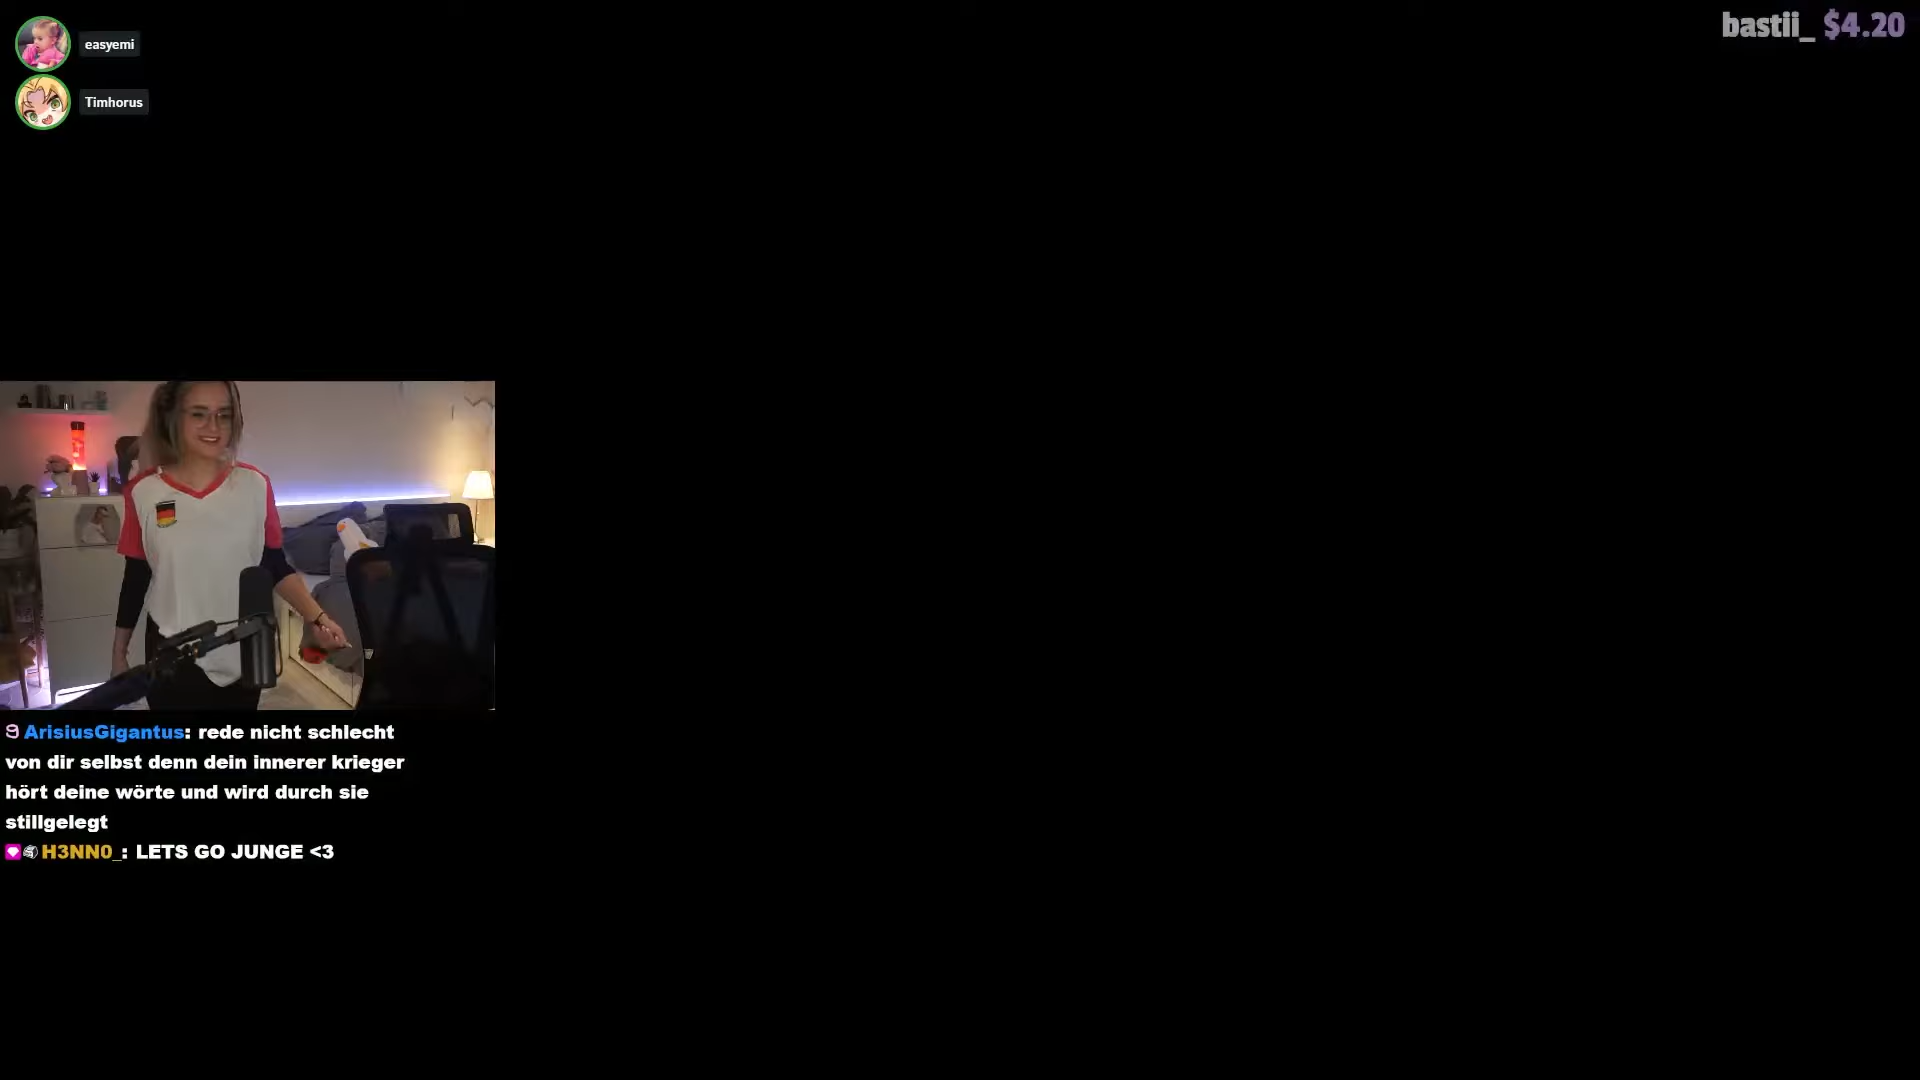 easyemi
Timhorus
bastii_ $4.20
ArisiusGigantus: rede nicht schlecht
von dir selbst denn dein innerer krieger
hört deine wörte und wird durch sie
stillgelegt
H3NN0_: LETS GO JUNGE <3